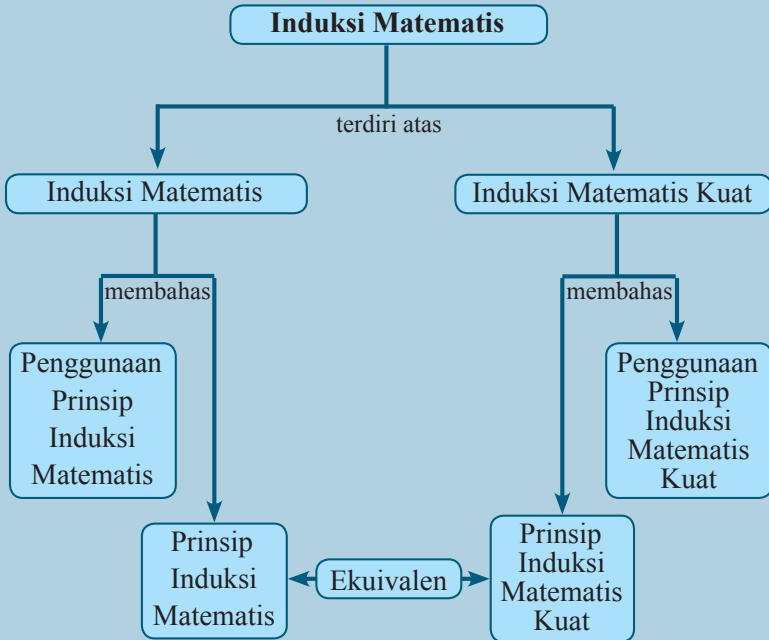 Induksi Matematis
terdiri atas
Induksi Matematis
Induksi Matematis Kuat
membahas
membahas
Penggunaan
Prinsip
Induksi
Matematis
Penggunaan
Prinsip
Induksi
Matematis
Kuat
Prinsip
Induksi
Matematis
Ekuivalen
Prinsip
Induksi
Matematis
Kuat